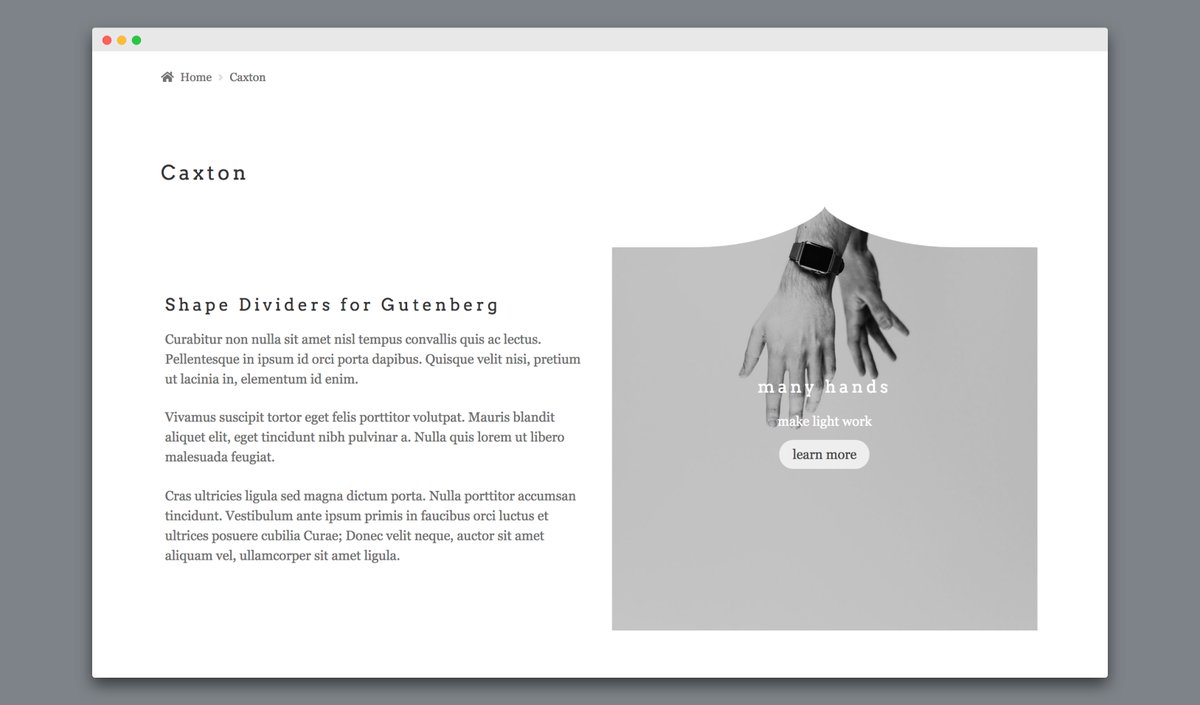 Home > Caxton
Caxton
Shape Dividers for Gutenberg
Curabitur non nulla sit amet nisl tempus convallis quis ac lectus.
Pellentesque in ipsum id orci porta dapibus. Quisque velit nisi, pretium
ut lacinia in, elementum id enim.
Vivamus suscipit tortor eget felis porttitor volutpat. Mauris blandit
aliquet elit, eget tincidunt nibh pulvinar a. Nulla quis lorem ut libero
malesuada feugiat.
Cras ultricies ligula sed magna dictum porta. Nulla porttitor accumsan
tincidunt. Vestibulum ante ipsum primis in faucibus orci luctus et
ultrices posuere cubilia Curae; Donec velit neque, auctor sit amet
aliquam vel, ullamcorper sit amet ligula.
many hands
make light work
learn more